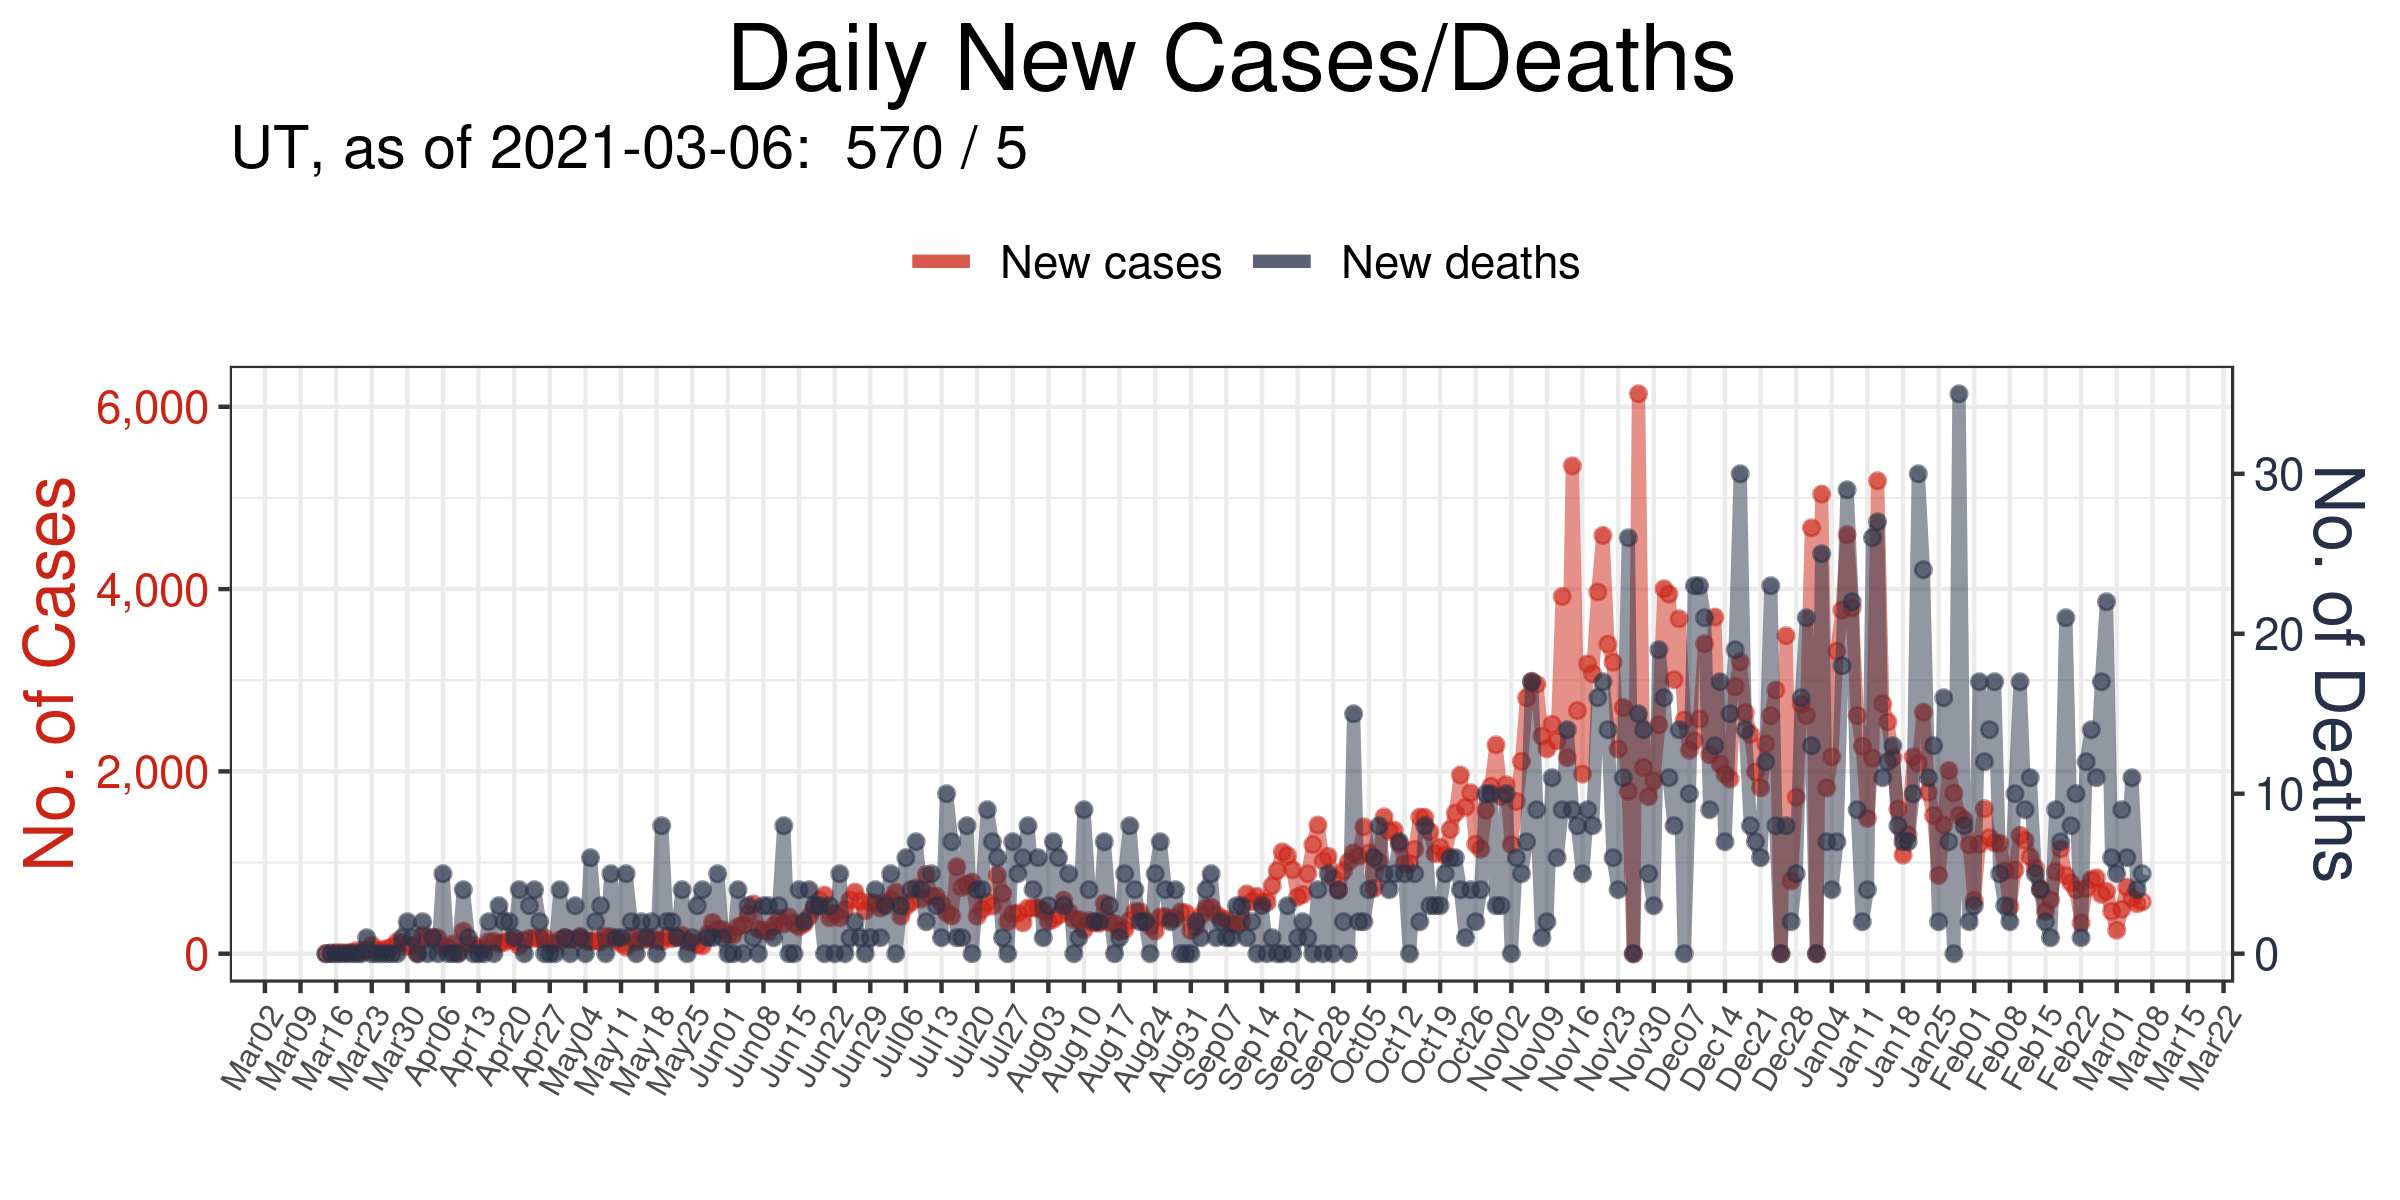 Daily New Cases/Deaths
UT, as of 2021-03-06: 570 / 5
New cases
New deaths
No. of Cases
6,000
4,000
2,000
0
30
20
10
0
No. of Deaths
Mar02
Mar09
Mar16
Mar23
Mar30
Apr06
Apr13
Apr20
Apr27
May04
May11
May18
May25
Jun01
Jun08
Jun15
Jun22
Jun29
Jul06
Jul13
Jul20
Jul27
Aug03
Aug10
Aug17
Aug24
Aug31
Sep07
Sep14
Sep21
Sep28
Oct05
Oct12
Oct19
Oct26
Nov02
Nov09
Nov16
Nov23
Nov30
Dec07
Dec14
Dec21
Dec28
Jan04
Jan11
Jan18
Jan25
Feb01
Feb08
Feb15
Feb22
Mar01
Mar08
Mar15
Mar22